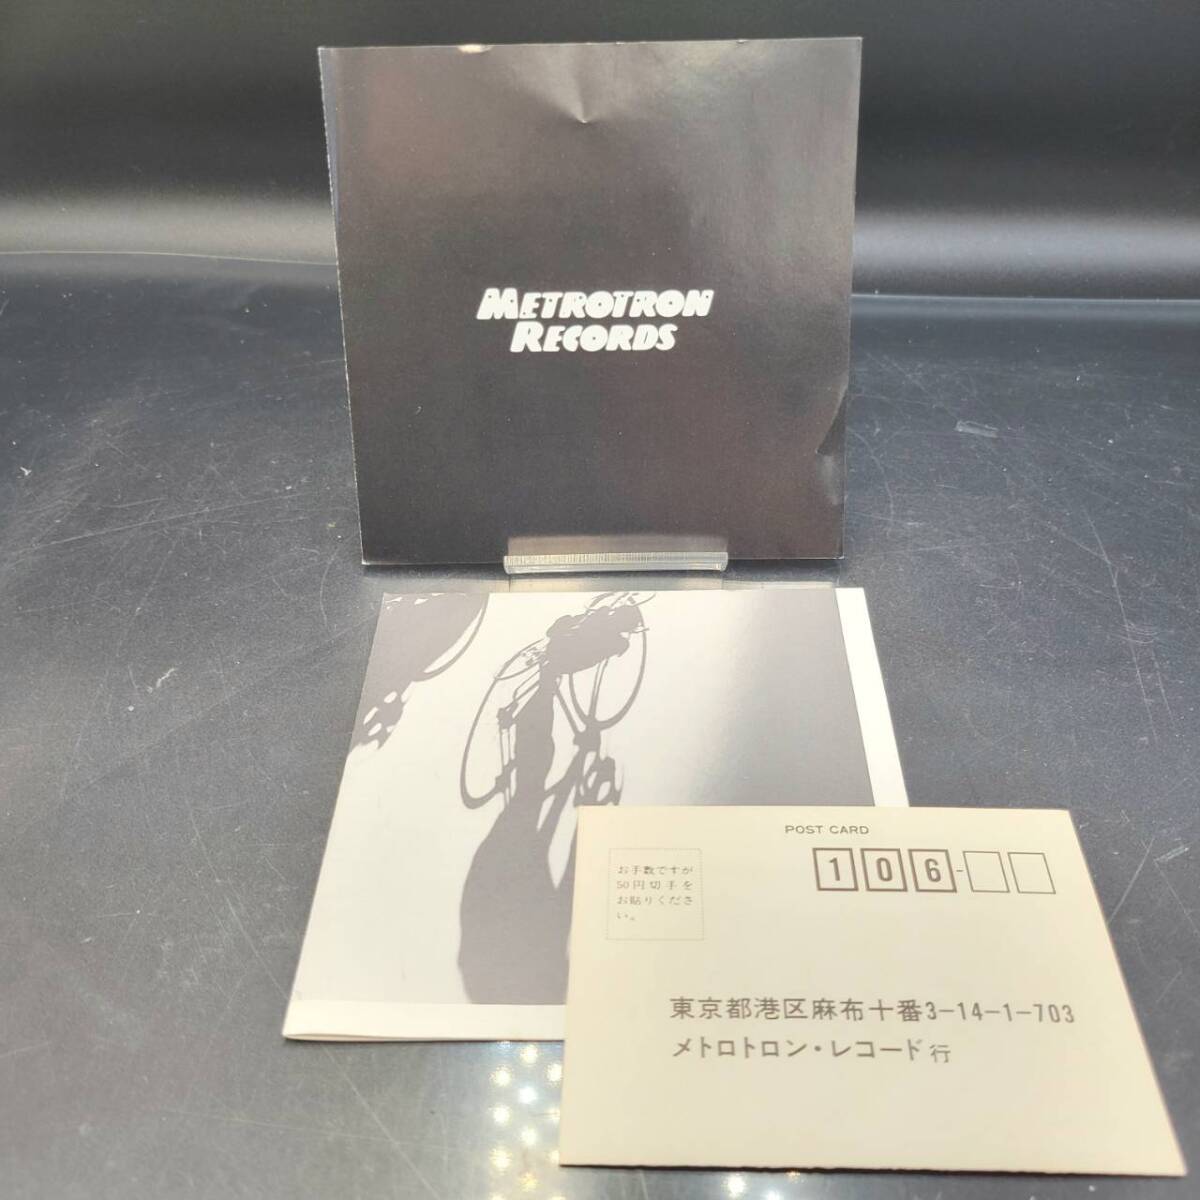 METROTRON
RECORDS
POST CARD
106-
お手数ですが
50円切手を
お貼りくださ
い。
東京都港区麻布十番3-14-1-703
メトロトロン・レコード 行